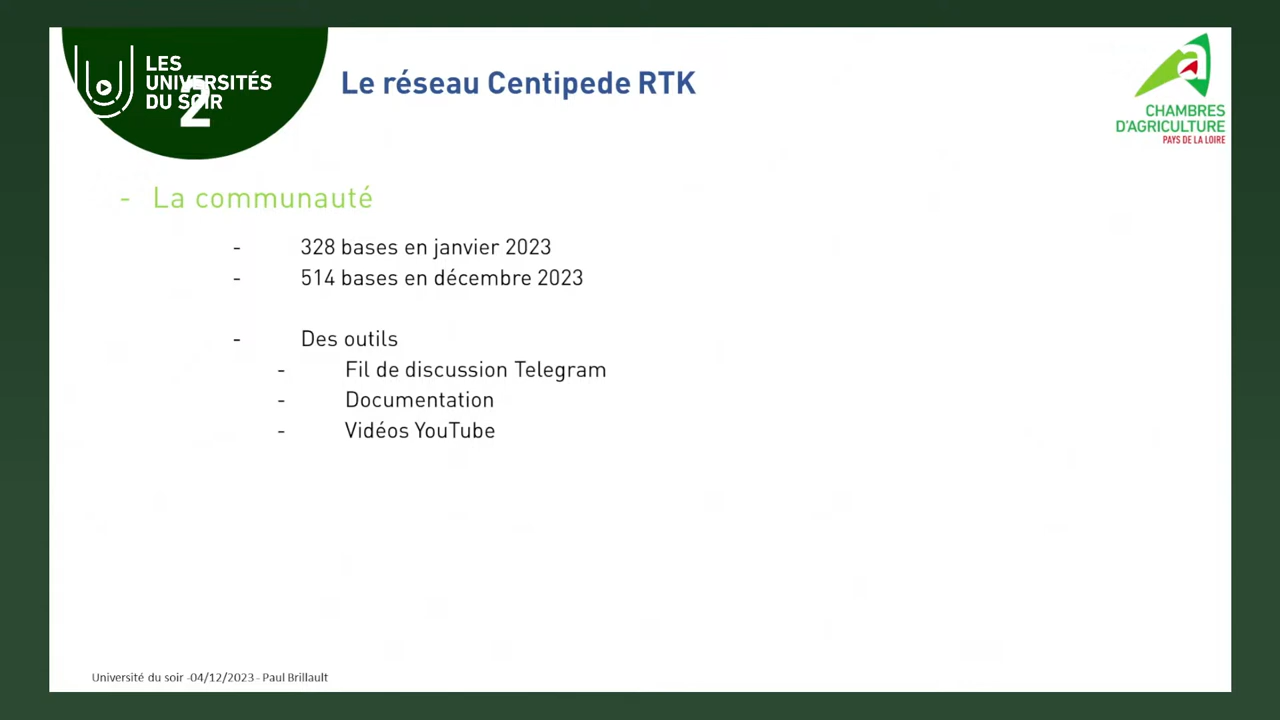 LES
UNIVERSITÉS
DU SOIR
2
Le réseau Centipede RTK
CHAMBRES
D'AGRICULTURE
PAYS DE LA LOIRE
- La communauté
- 328 bases en janvier 2023
- 514 bases en décembre 2023
- Des outils
- Fil de discussion Telegram
- Documentation
- Vidéos YouTube
Université du soir -04/12/2023 - Paul Brillault